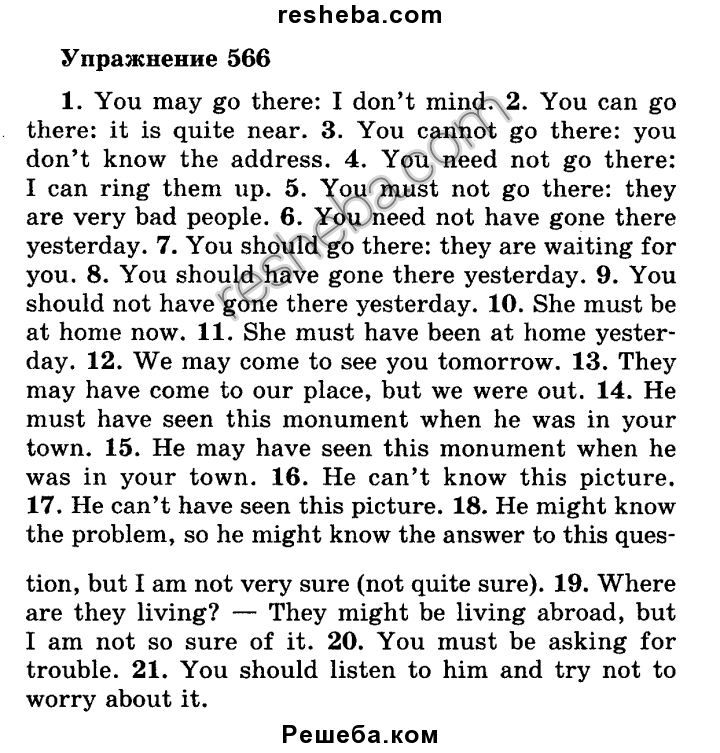 resheba.com
Упражнение 566
1. You may go there: I don't mind. 2. You can go
there: it is quite near. 3. You cannot go there: you
don't know the address. 4. You need not go there:
I can ring them up. 5. You must not go there: they
are very bad people. 6. You need not have gone there
yesterday. 7. You should go there: they are waiting for
you. 8. You should have gone there yesterday. 9. You
should not have gone there yesterday. 10. She must be
at home now. 11. She must have been at home yester-
day. 12. We may come to see you tomorrow. 13. They
may have come to our place, but we were out. 14. He
must have seen this monument when he was in your
town. 15. He may have seen this monument when he
was in your town. 16. He can't know this picture.
17. He can't have seen this picture. 18. He might know
the problem, so he might know the answer to this ques-
tion, but I am not very sure (not quite sure). 19. Where
are they living? — They might be living abroad, but
I am not so sure of it. 20. You must be asking for
trouble. 21. You should listen to him and try not to
worry about it.
resheba.com
Решеба.ком